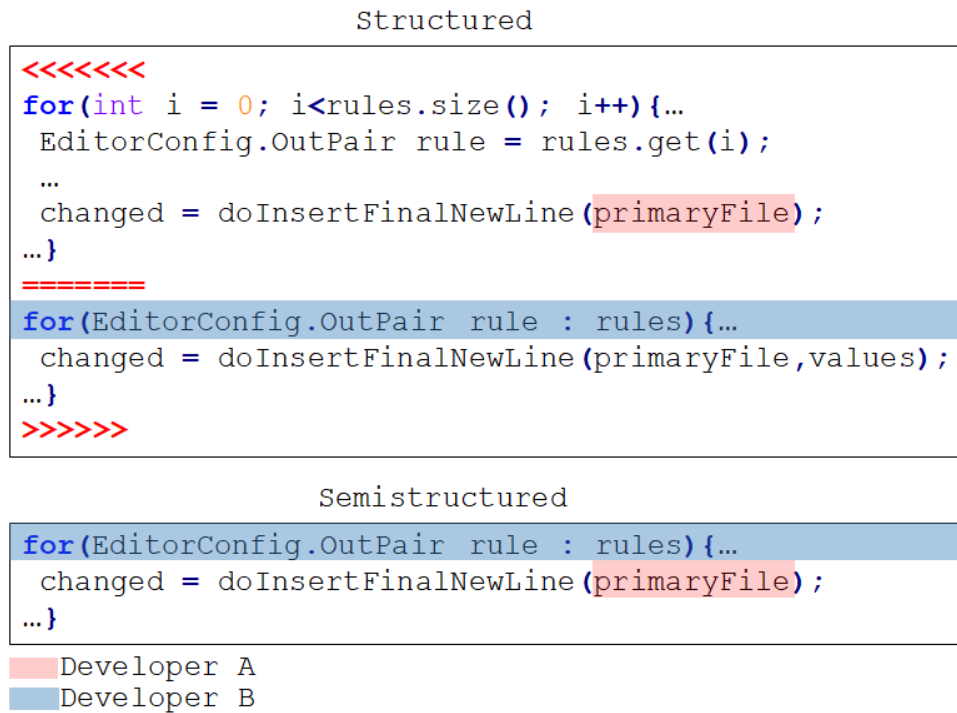 Structured
<<<<<<<
for(int i = 0; i<rules.size(); i++){…
EditorConfig.OutPair rule = rules.get(i);
…
changed = doInsertFinalNewLine(primaryFile);
…}
=======
for(EditorConfig.OutPair rule : rules){…
changed = doInsertFinalNewLine(primaryFile,values);
…}
>>>>>>
Semistructured
for(EditorConfig.OutPair rule : rules){…
changed = doInsertFinalNewLine(primaryFile);
…}
Developer A
Developer B